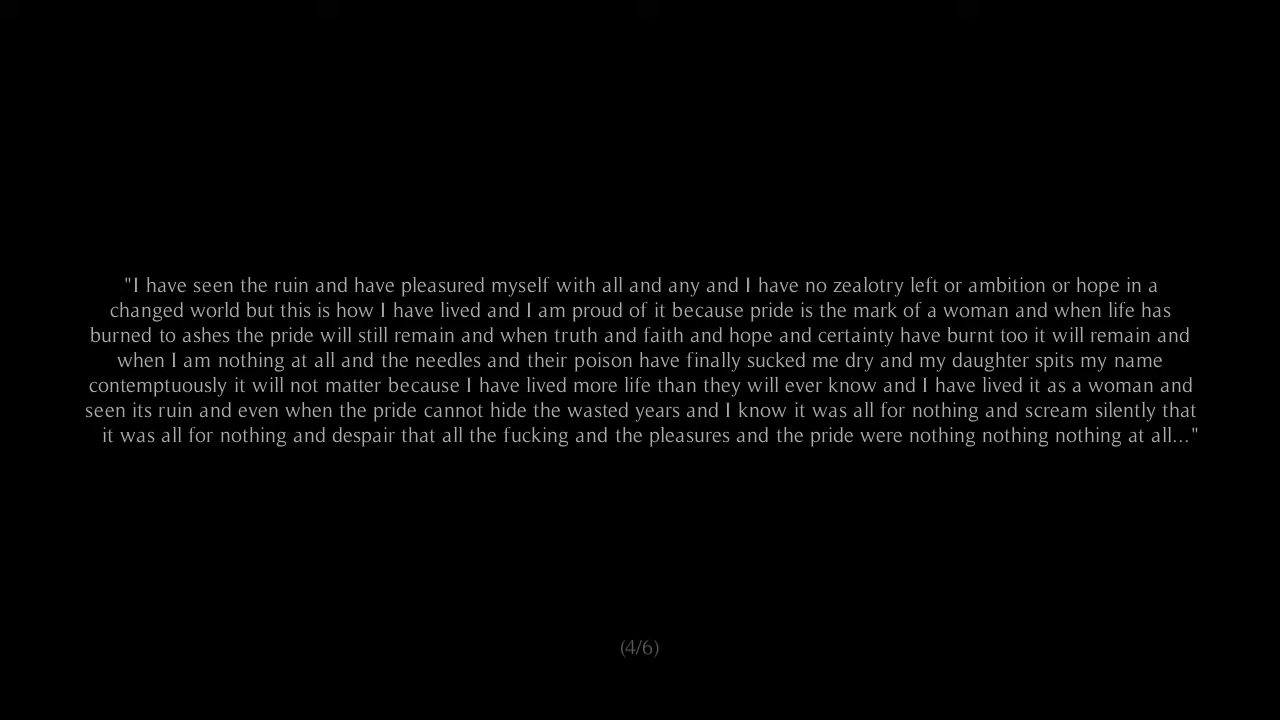 "I have seen the ruin and have pleasured myself with all and any and I have no zealotry left or ambition or hope in a
changed world but this is how I have lived and I am proud of it because pride is the mark of a woman and when life has
burned to ashes the pride will still remain and when truth and faith and hope and certainty have burnt too it will remain and
when I am nothing at all and the needles and their poison have finally sucked me dry and my daughter spits my name
contemptuously it will not matter because I have lived more life than they will ever know and I have lived it as a woman and
seen its ruin and even when the pride cannot hide the wasted years and I know it was all for nothing and scream silently that
it was all for nothing and despair that all the fucking and the pleasures and the pride were nothing nothing nothing at all..."
(4/6)